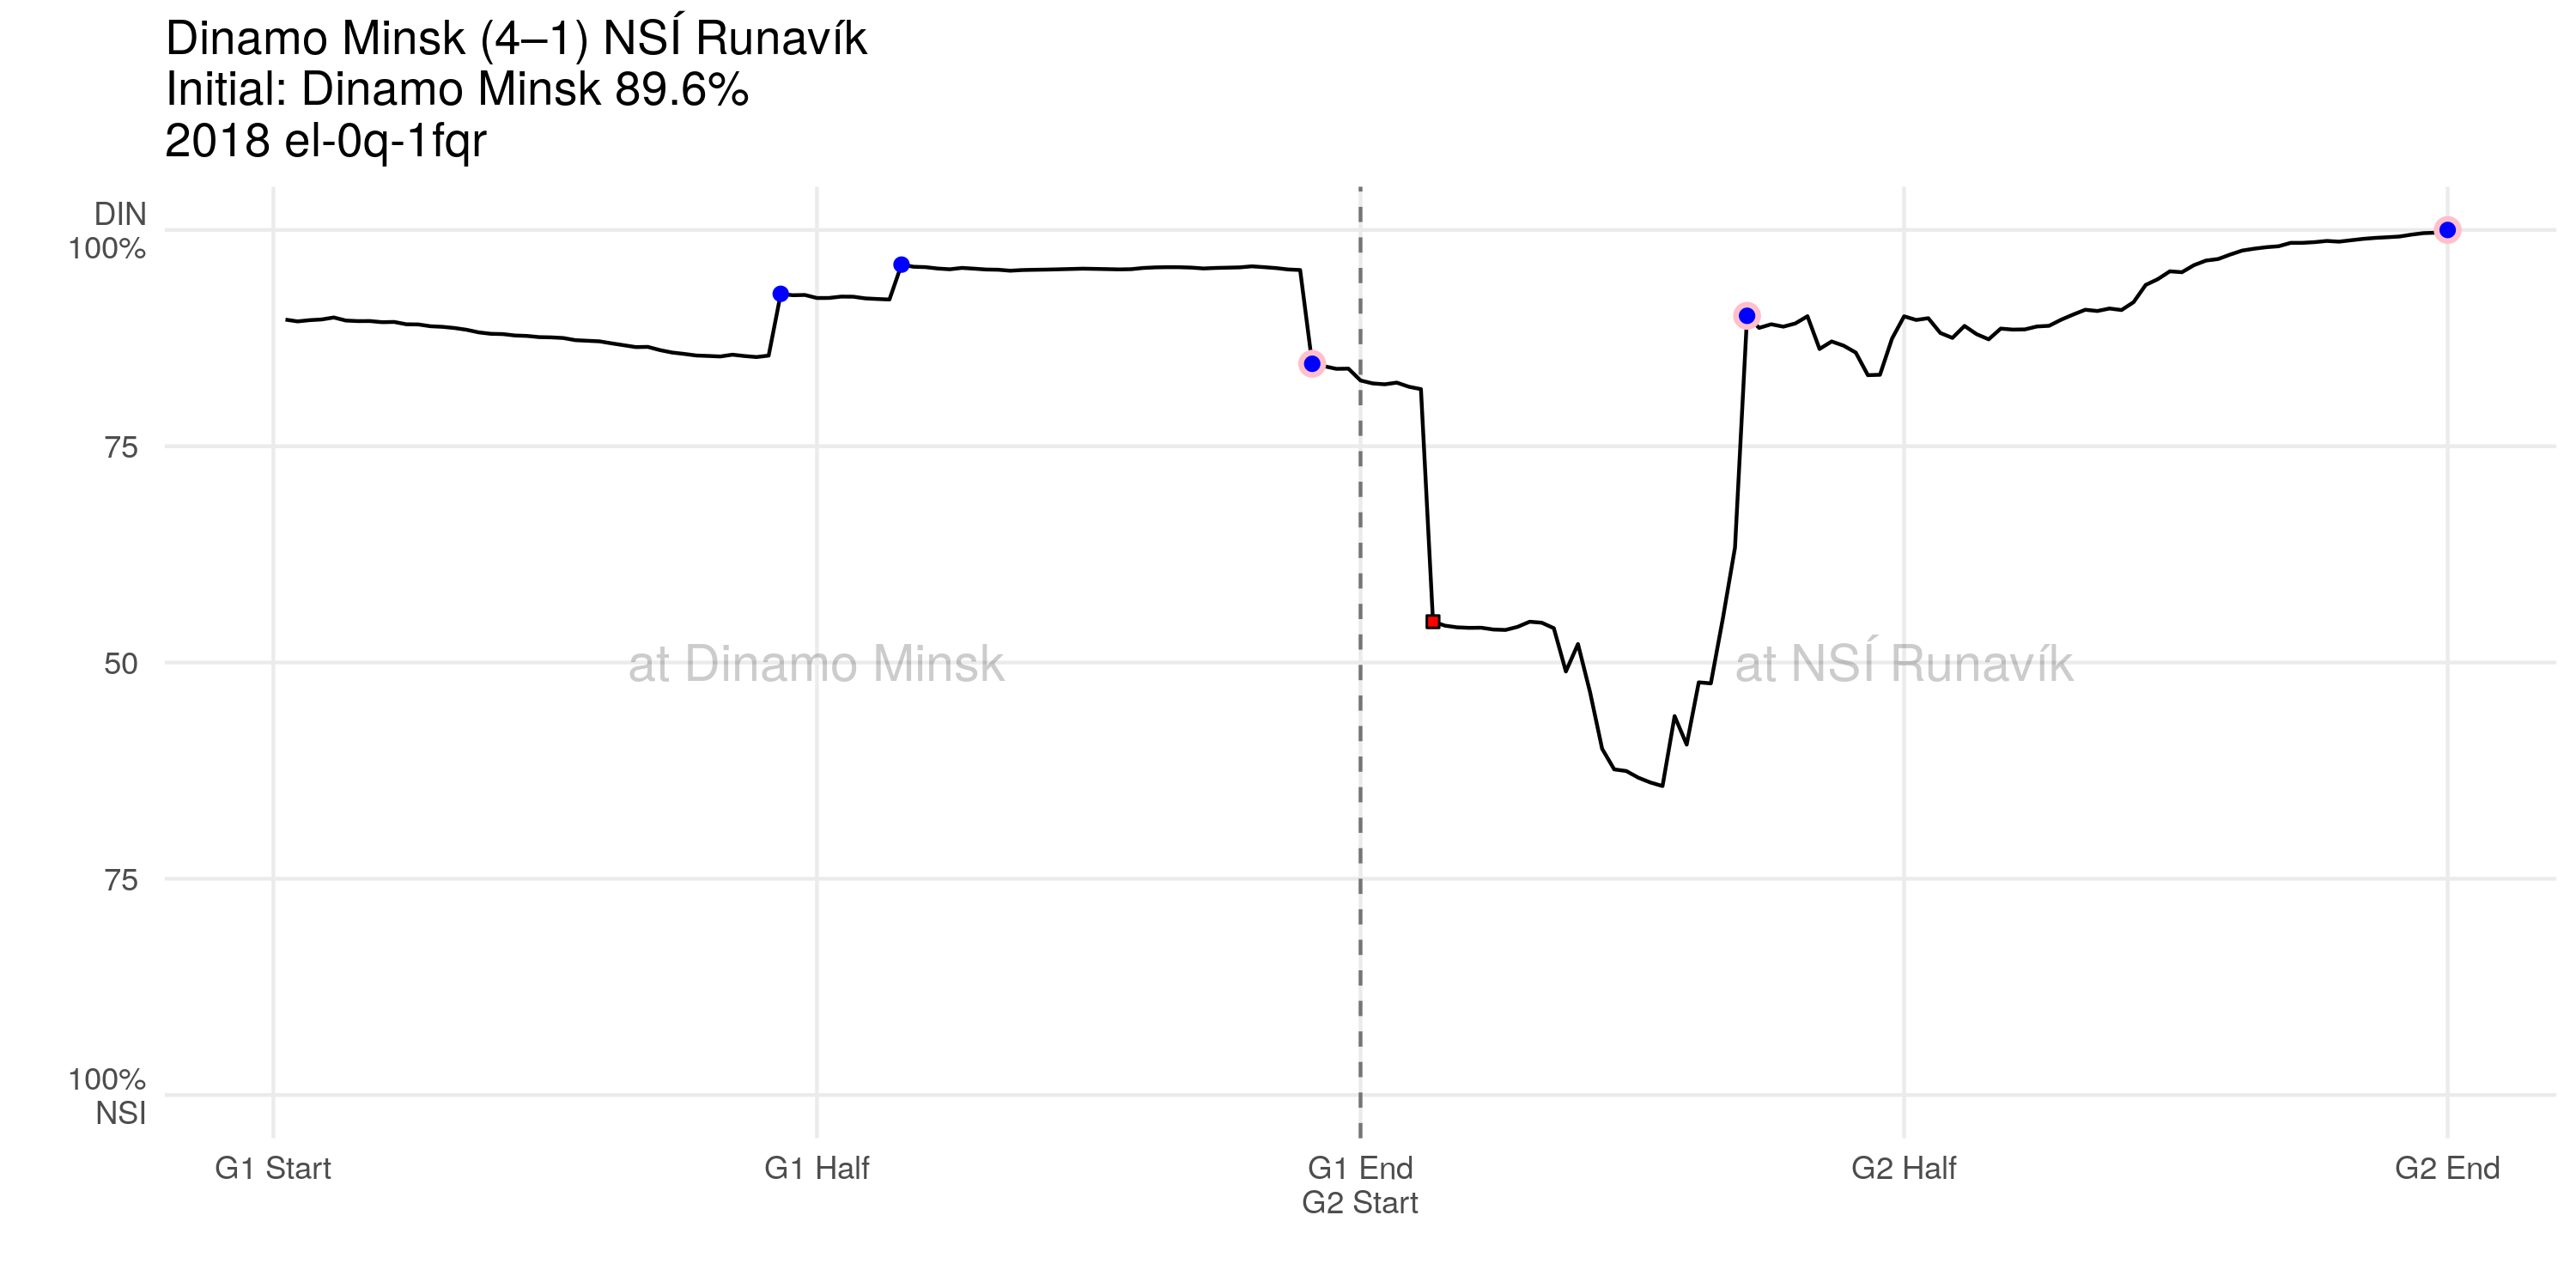 Dinamo Minsk (4–1) NSÍ Runavík
Initial: Dinamo Minsk 89.6%
2018 el-0q-1fqr
DIN
100%
75
50
75
100%
NSI
at Dinamo Minsk
at NSÍ Runavík
G1 Start
G1 Half
G1 End
G2 Start
G2 Half
G2 End